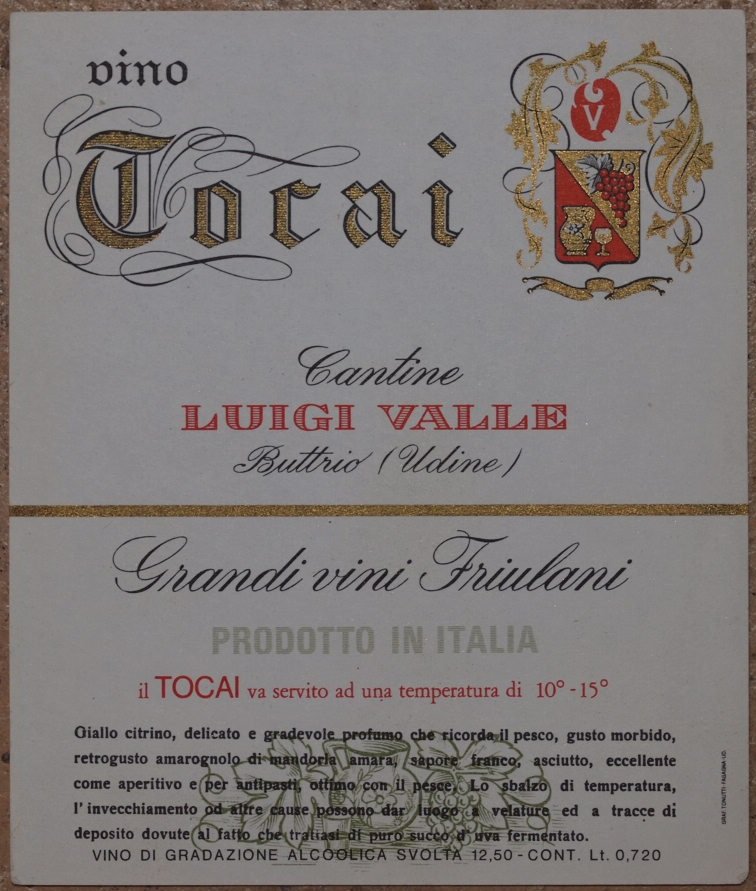 vino
Tocai
V
Cantine
LUIGI VALLE
Buttrio (Udine)
Grandi vini Friulani
PRODOTTO IN ITALIA
il TOCAI va servito ad una temperatura di 10° - 15°
Giallo citrino, delicato e gradevole profumo che ricorda il pesco, gusto morbido,
retrogusto amarognolo di mandorla amara, sapore franco, asciutto, eccellente
come aperitivo e per antipasti, ottimo con il pesce. Lo sbalzo di temperatura,
l'invecchiamento od altre cause possono dar luogo a velature ed a tracce di
deposito dovute al fatto che trattasi di puro succo d'uva fermentato.
VINO DI GRADAZIONE ALCOOLICA SVOLTA 12,50 - CONT. Lt. 0,720
GRAF. TONUTTI-FAGAGNA-UD.